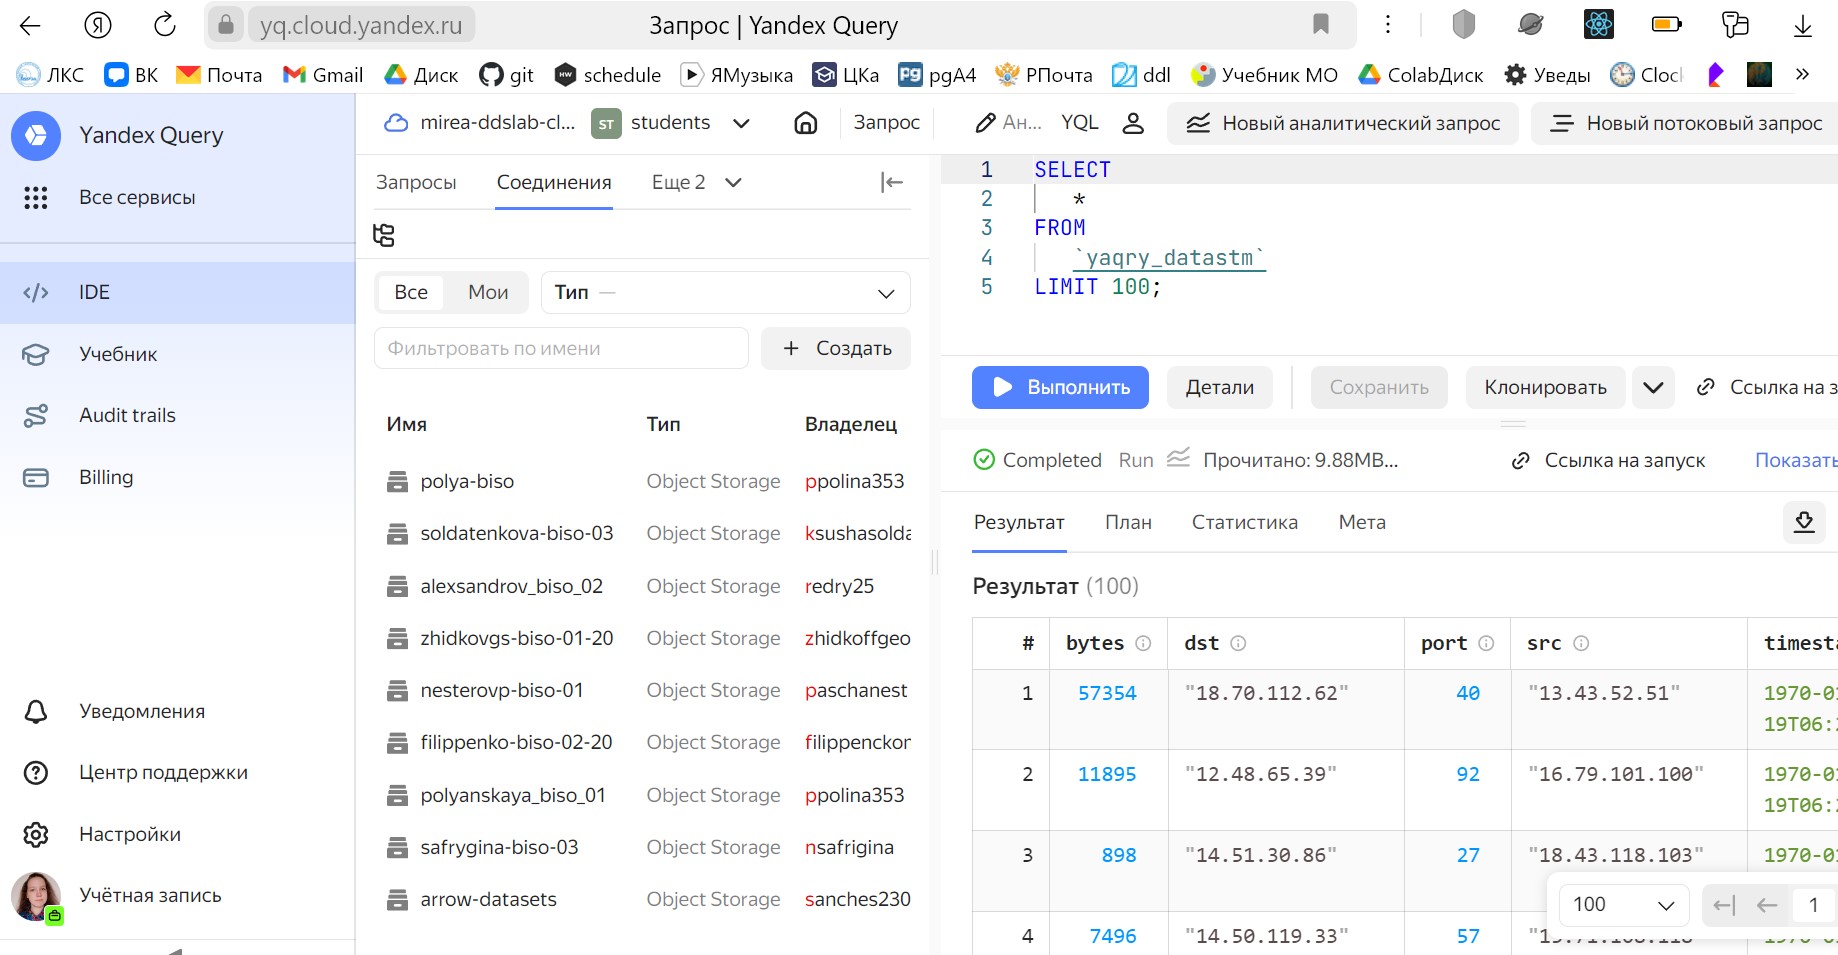 yq.cloud.yandex.ru
Запрос | Yandex Query
ЛКС ВК Почта Gmail Диск git schedule ЯМузыка ЦКа pgA4 РПочта ddl Учебник МО ColabДиск Уведы Clock
Yandex Query
Все сервисы
IDE
Учебник
Audit trails
Billing
Уведомления
Центр поддержки
Настройки
Учётная запись
mirea-ddslab-cl... ST students Запрос Ан... YQL Новый аналитический запрос Новый потоковый запрос
Запросы Соединения Еще 2
Все Мои Тип —
Фильтровать по имени + Создать
Имя Тип Владелец
polya-biso Object Storage ppolina353
soldatenkova-biso-03 Object Storage ksushasolda
alexsandrov_biso_02 Object Storage redry25
zhidkovgs-biso-01-20 Object Storage zhidkoffgeo
nesterovp-biso-01 Object Storage paschanest
filippenko-biso-02-20 Object Storage filippenckor
polyanskaya_biso_01 Object Storage ppolina353
safrygina-biso-03 Object Storage nsafrigina
arrow-datasets Object Storage sanches230
1 SELECT
2 *
3 FROM
4 `yaqry_datastm`
5 LIMIT 100;
Выполнить Детали Сохранить Клонировать Ссылка на з
Completed Run Прочитано: 9.88MB... Ссылка на запуск Показать
Результат План Статистика Мета
Результат (100)
# bytes dst port src timesta
1 57354 "18.70.112.62" 40 "13.43.52.51" 1970-01
19T06:2
2 11895 "12.48.65.39" 92 "16.79.101.100" 1970-01
19T06:2
3 898 "14.51.30.86" 27 "18.43.118.103" 1970-01
4 7496 "14.50.119.33" 57
100 1